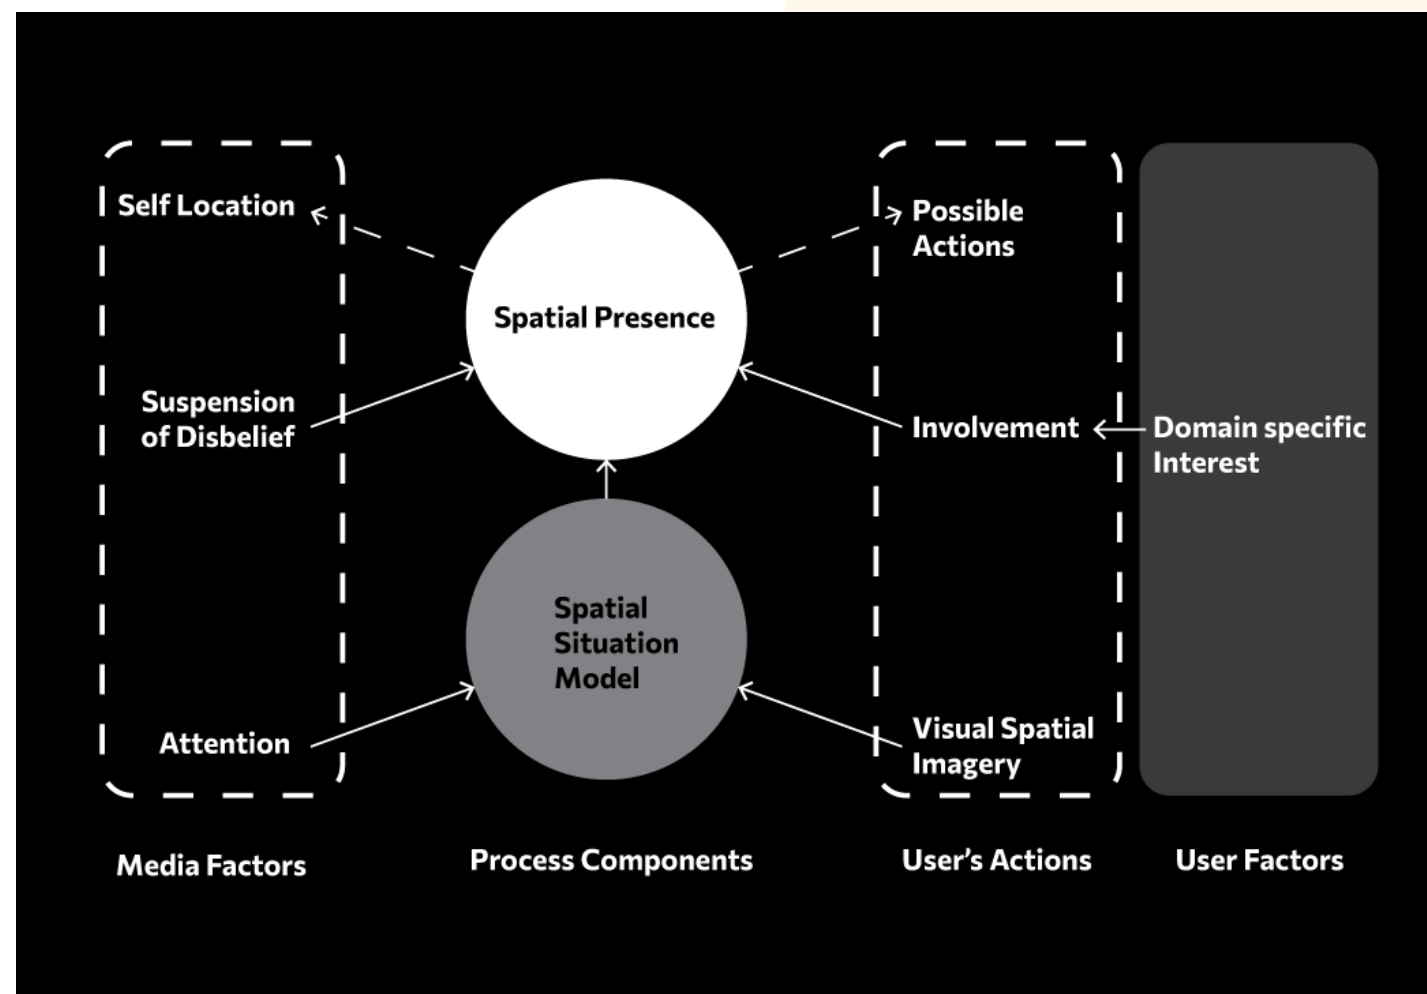 Self Location
Suspension
of Disbelief
Attention
Media Factors
Spatial Presence
Spatial
Situation
Model
Process Components
Possible
Actions
Involvement
Visual Spatial
Imagery
User’s Actions
Domain specific
Interest
User Factors